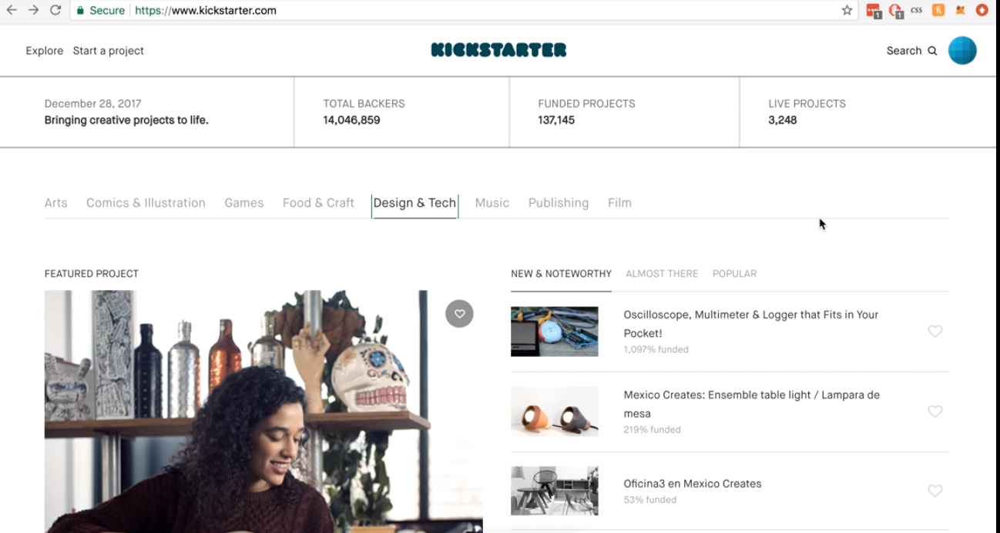 Secure https://www.kickstarter.com
1 1 CSS
Explore Start a project KICKSTARTER Search
December 28, 2017
Bringing creative projects to life.
TOTAL BACKERS
14,046,859
FUNDED PROJECTS
137,145
LIVE PROJECTS
3,248
Arts Comics & Illustration Games Food & Craft Design & Tech Music Publishing Film
FEATURED PROJECT
NEW & NOTEWORTHY ALMOST THERE POPULAR
Oscilloscope, Multimeter & Logger that Fits in Your
Pocket!
1,097% funded
Mexico Creates: Ensemble table light / Lampara de
mesa
219% funded
Oficina3 en Mexico Creates
53% funded